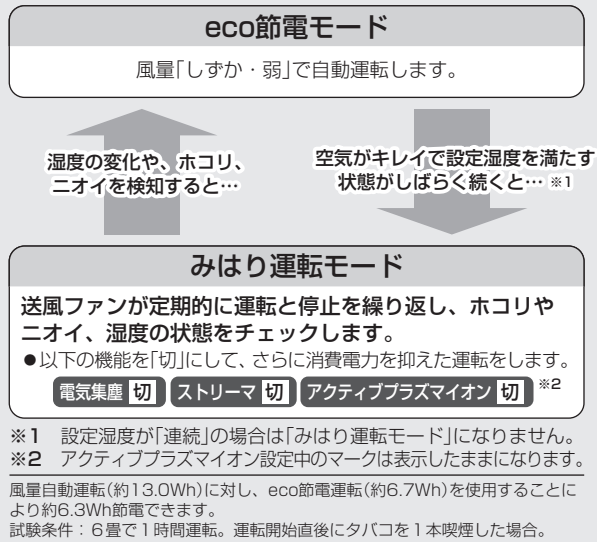 eco節電モード
風量「しずか・弱」で自動運転します。
湿度の変化や、ホコリ、
ニオイを検知すると…
空気がキレイで設定湿度を満たす
状態がしばらく続くと… ※1
みはり運転モード
送風ファンが定期的に運転と停止を繰り返し、ホコリや
ニオイ、湿度の状態をチェックします。
●以下の機能を「切」にして、さらに消費電力を抑えた運転をします。
電気集塵 切 ストリーマ 切 アクティブプラズマイオン 切 ※2
※1 設定湿度が「連続」の場合は「みはり運転モード」になりません。
※2 アクティブプラズマイオン設定中のマークは表示したままになります。
風量自動運転(約13.0Wh)に対し、eco節電運転(約6.7Wh)を使用することに
より約6.3Wh節電できます。
試験条件：6畳で1時間運転。運転開始直後にタバコを1本喫煙した場合。